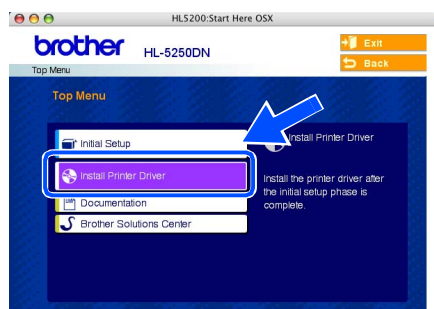 HL5200:Start Here OSX
brother HL-5250DN
Exit
Back
Top Menu
Top Menu
Initial Setup
Install Printer Driver
Documentation
Brother Solutions Center
Install Printer Driver
Install the printer driver after
the initial setup phase is
complete.